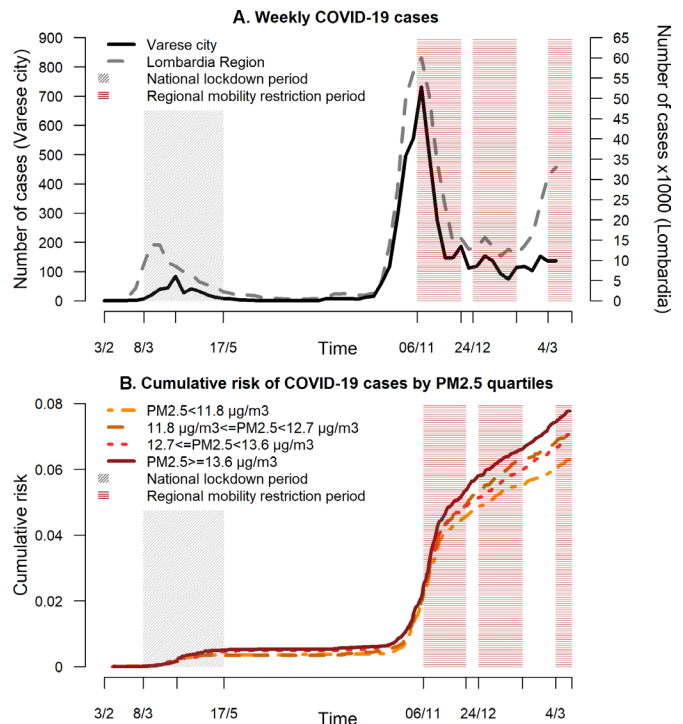 A. Weekly COVID-19 cases
Number of cases (Varese city)
900
800
700
600
500
400
300
200
100
0
Varese city
Lombardia Region
National lockdown period
Regional mobility restriction period
65
60
55
50
45
40
35
30
25
20
15
10
5
0
Number of cases x1000 (Lombardia)
3/2 8/3 17/5 Time 06/11 24/12 4/3
B. Cumulative risk of COVID-19 cases by PM2.5 quartiles
Cumulative risk
0.08
0.06
0.04
0.02
0
PM2.5<11.8 µg/m3
11.8 µg/m3<=PM2.5<12.7 µg/m3
12.7<=PM2.5<13.6 µg/m3
PM2.5>=13.6 µg/m3
National lockdown period
Regional mobility restriction period
3/2 8/3 17/5 Time 06/11 24/12 4/3